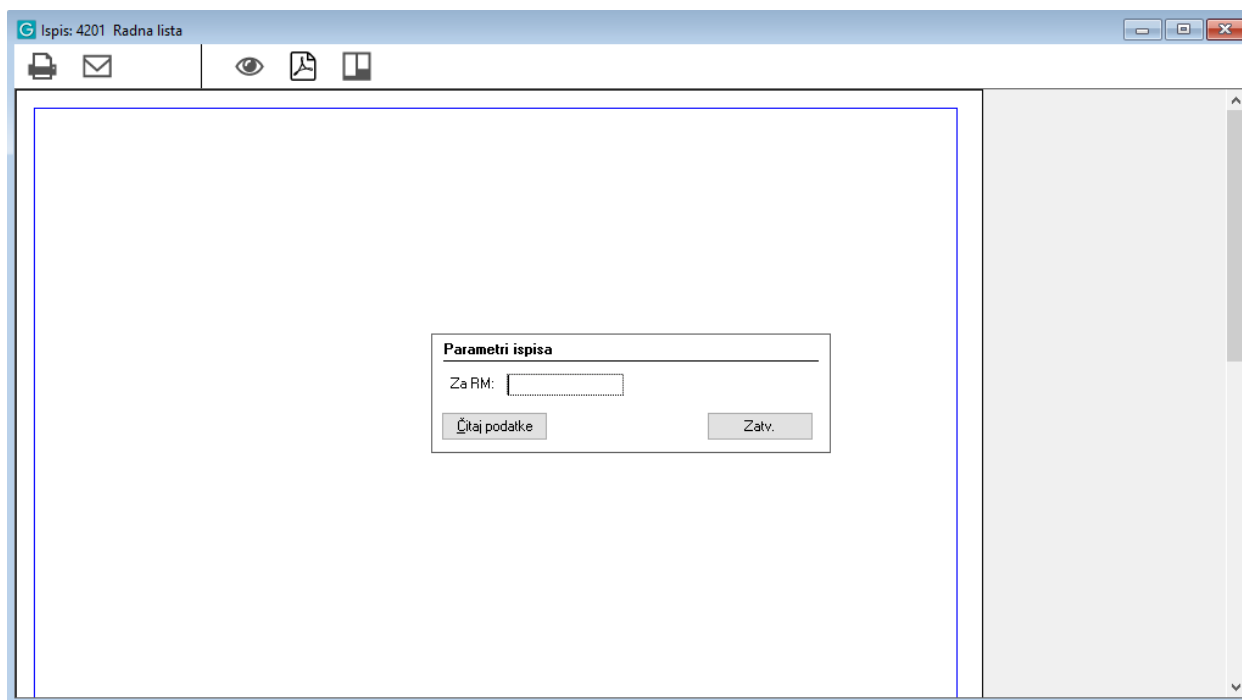 G Ispis: 4201 Radna lista
Parametri ispisa
Za RM:
Čitaj podatke
Zatv.